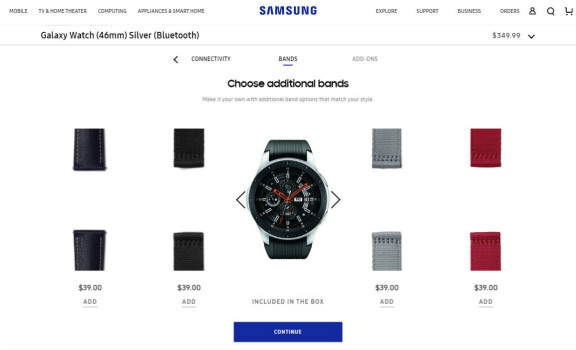 MOBILE TV & HOME THEATER COMPUTING APPLIANCES & SMART HOME SAMSUNG EXPLORE SUPPORT BUSINESS ORDERS
Galaxy Watch (46mm) Silver (Bluetooth) $349.99
CONNECTIVITY BANDS ADD-ONS
Choose additional bands
Make it your own with additional band options that match your style.
$39.00 $39.00 $39.00 $39.00
ADD ADD INCLUDED IN THE BOX ADD ADD
CONTINUE